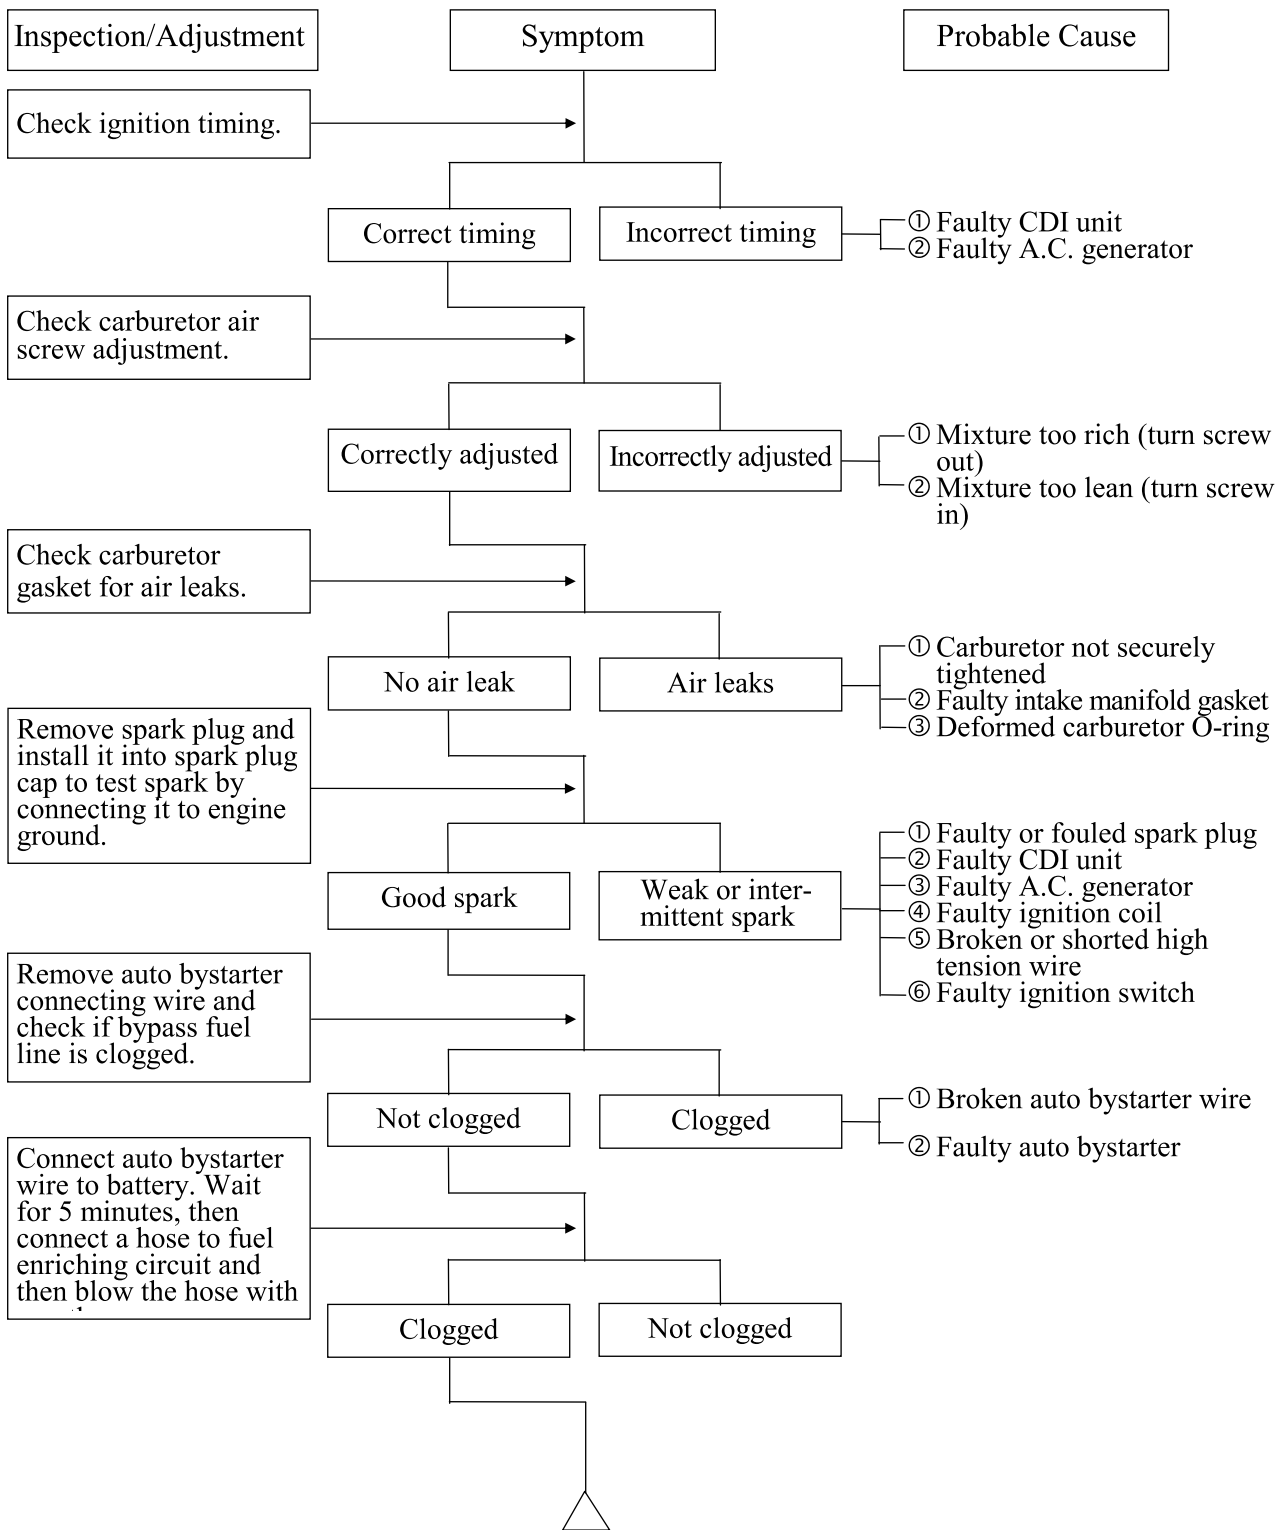 Inspection/Adjustment
Symptom
Probable Cause
Check ignition timing.
Correct timing
Incorrect timing
① Faulty CDI unit
② Faulty A.C. generator
Check carburetor air
screw adjustment.
Correctly adjusted
Incorrectly adjusted
① Mixture too rich (turn screw
out)
② Mixture too lean (turn screw
in)
Check carburetor
gasket for air leaks.
No air leak
Air leaks
① Carburetor not securely
tightened
② Faulty intake manifold gasket
③ Deformed carburetor O-ring
Remove spark plug and
install it into spark plug
cap to test spark by
connecting it to engine
ground.
Good spark
Weak or inter-
mittent spark
① Faulty or fouled spark plug
② Faulty CDI unit
③ Faulty A.C. generator
④ Faulty ignition coil
⑤ Broken or shorted high
tension wire
⑥ Faulty ignition switch
Remove auto bystarter
connecting wire and
check if bypass fuel
line is clogged.
Not clogged
Clogged
① Broken auto bystarter wire
② Faulty auto bystarter
Connect auto bystarter
wire to battery. Wait
for 5 minutes, then
connect a hose to fuel
enriching circuit and
then blow the hose with
Clogged
Not clogged